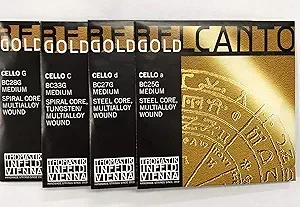 BELCANTO
GOLD
CELLO G
BC28G
MEDIUM
SPIRAL CORE,
MULTIALLOY
WOUND
THOMASTIK
INFELD
VIENNA
GOLD
CELLO C
BC33G
MEDIUM
SPIRAL CORE,
TUNGSTEN/
MULTIALLOY
WOUND
THOMASTIK
INFELD
VIENNA
GOLD
CELLO d
BC27G
MEDIUM
STEEL CORE,
MULTIALLOY
WOUND
THOMASTIK
INFELD
VIENNA
GOLD
CELLO a
BC25G
MEDIUM
STEEL CORE,
MULTIALLOY
WOUND
THOMASTIK
INFELD
VIENNA